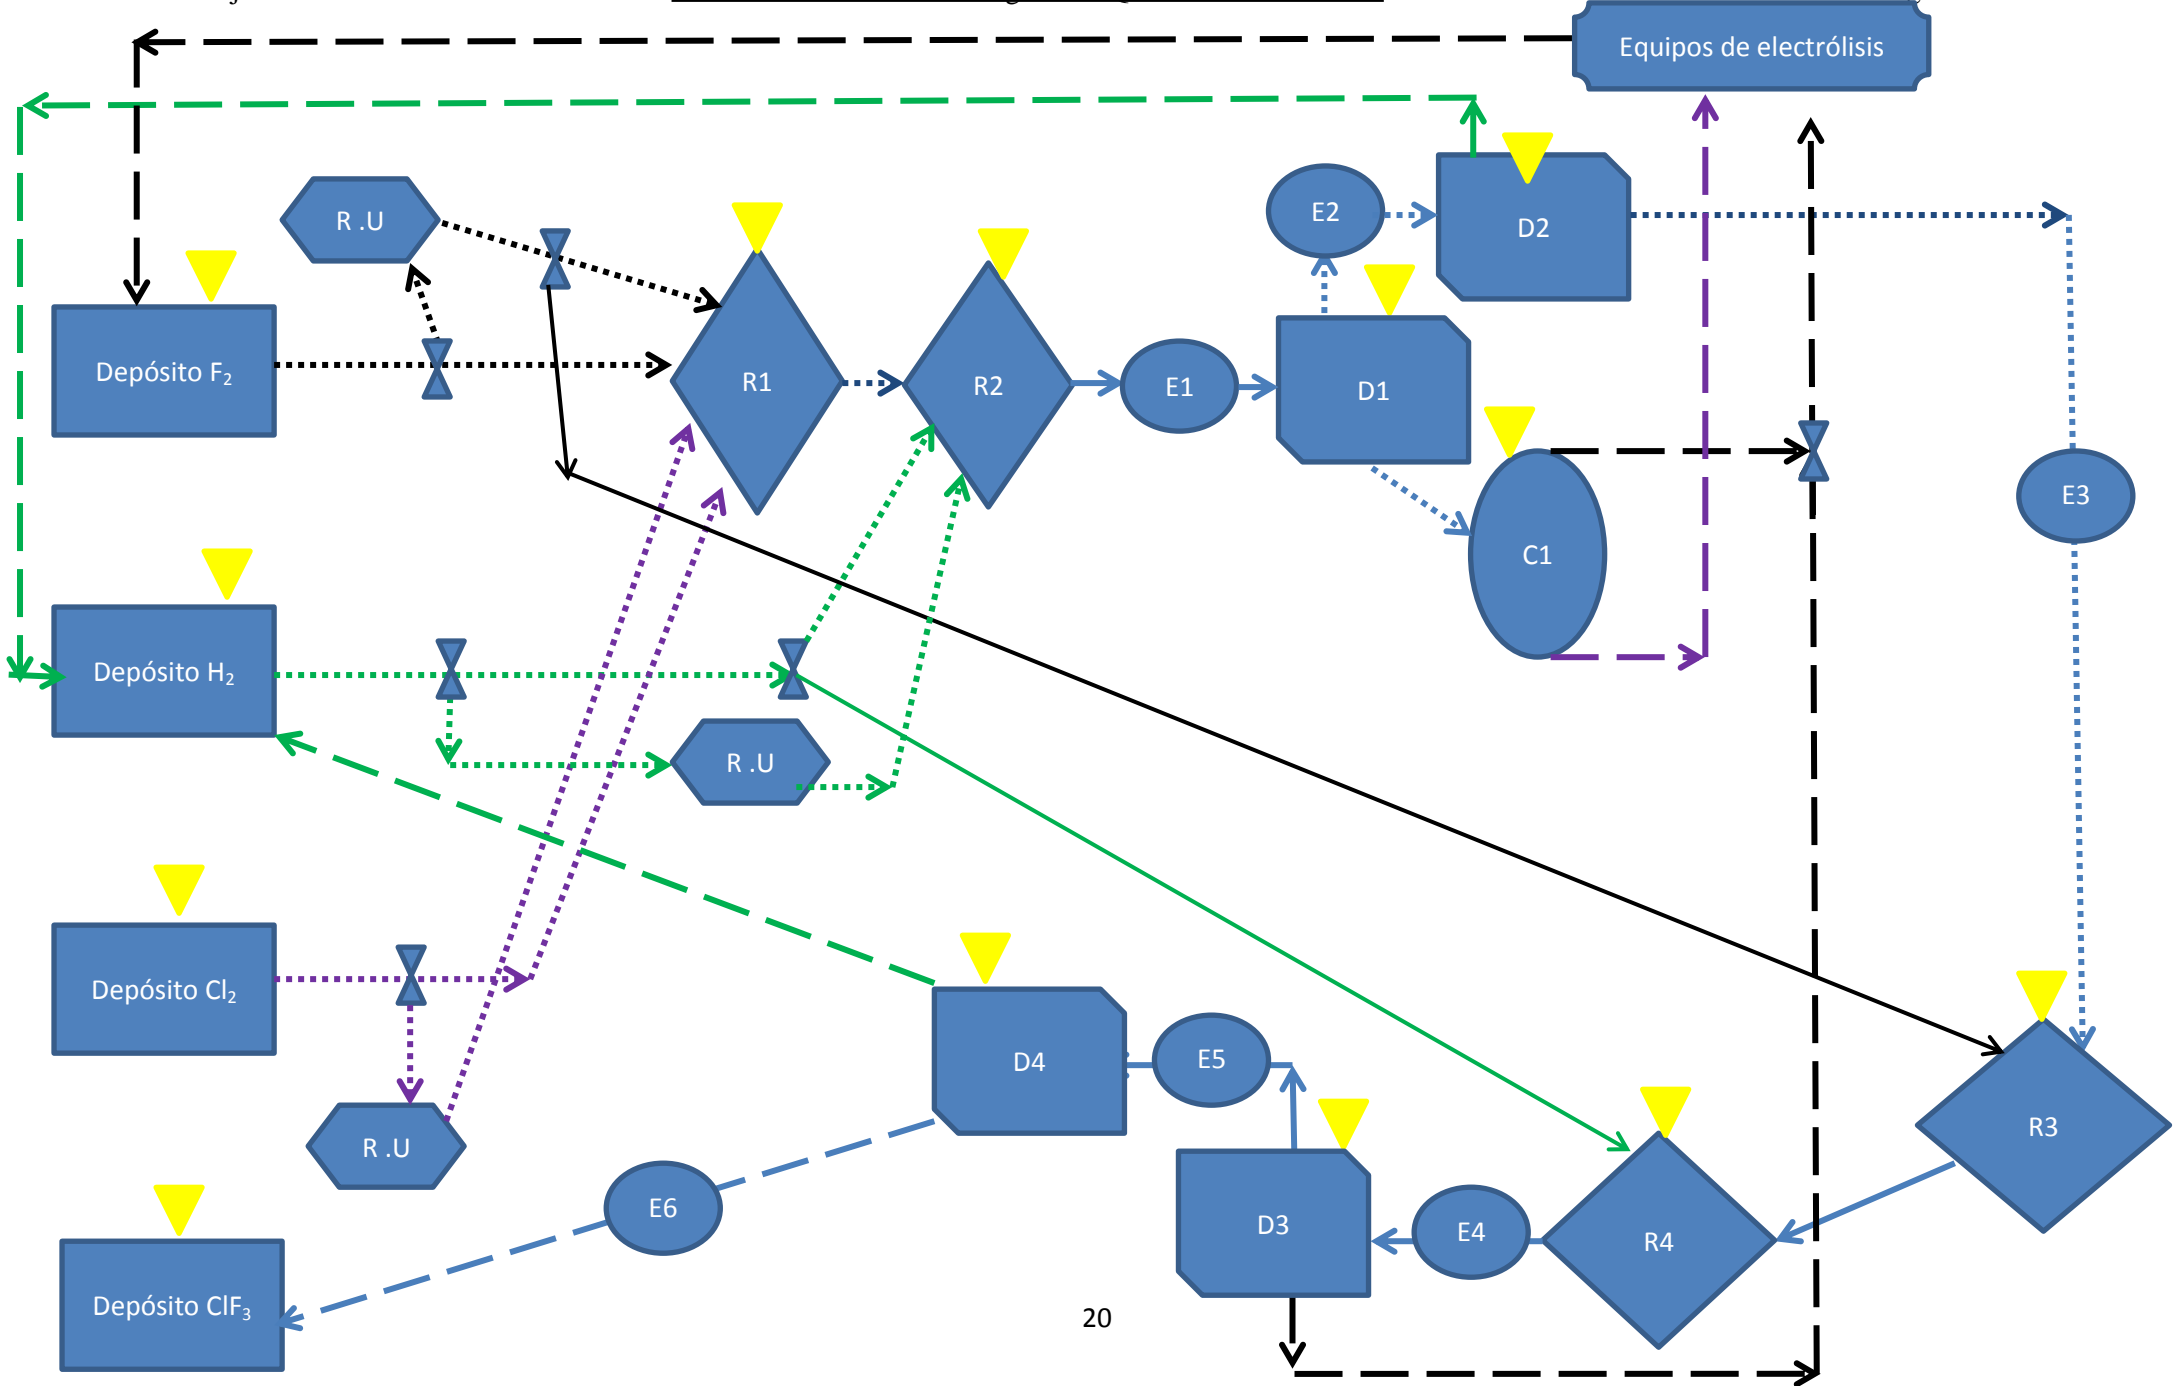 Equipos de electrólisis
R .U
E2
D2
Depósito F₂
R1
R2
E1
D1
E3
C1
Depósito H₂
R .U
Depósito Cl₂
D4
E5
R .U
R3
E6
D3
E4
R4
Depósito ClF₃
20